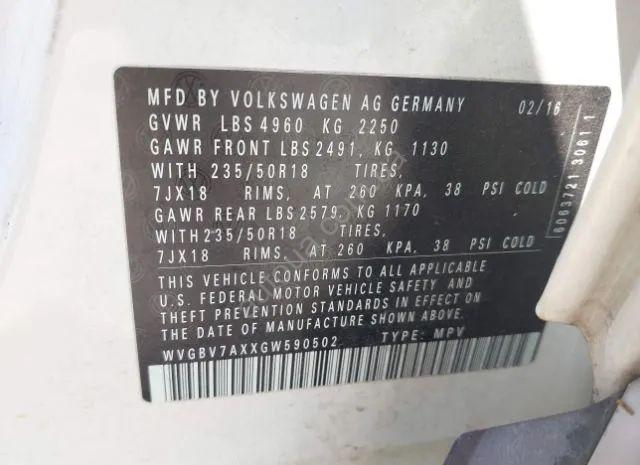 MFD BY VOLKSWAGEN AG GERMANY 02/16
GVWR LBS 4960 KG 2250
GAWR FRONT LBS 2491, KG 1130
WITH 235/50R18 TIRES,
7JX18 RIMS, AT 260 KPA, 38 PSI COLD
GAWR REAR LBS 2579, KG 1170
WITH 235/50R18 TIRES,
7JX18 RIMS, AT 260 KPA, 38 PSI COLD
THIS VEHICLE CONFORMS TO ALL APPLICABLE
U.S. FEDERAL MOTOR VEHICLE SAFETY AND
THEFT PREVENTION STANDARDS IN EFFECT ON
THE DATE OF MANUFACTURE SHOWN ABOVE.
WVGBV7AXXGW590502 TYPE: MPV
6063721 3061 1